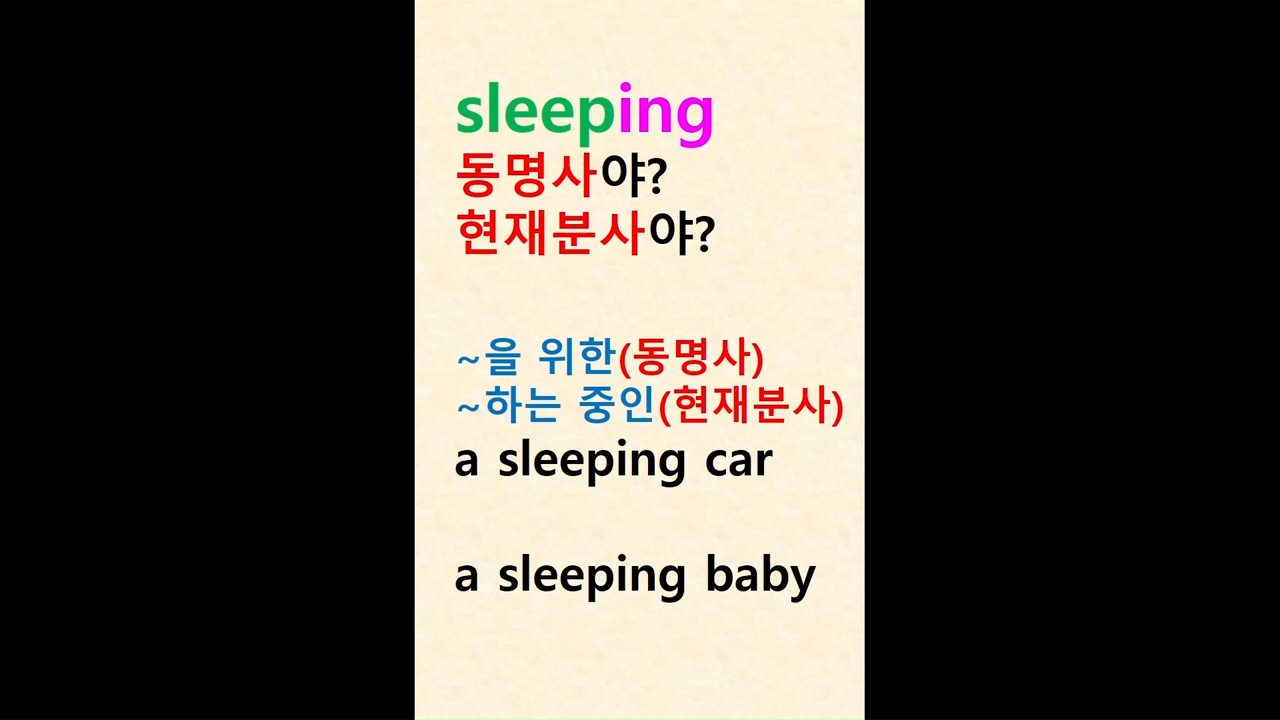 sleeping
동명사야?
현재분사야?
~을 위한(동명사)
~하는 중인(현재분사)
a sleeping car
a sleeping baby